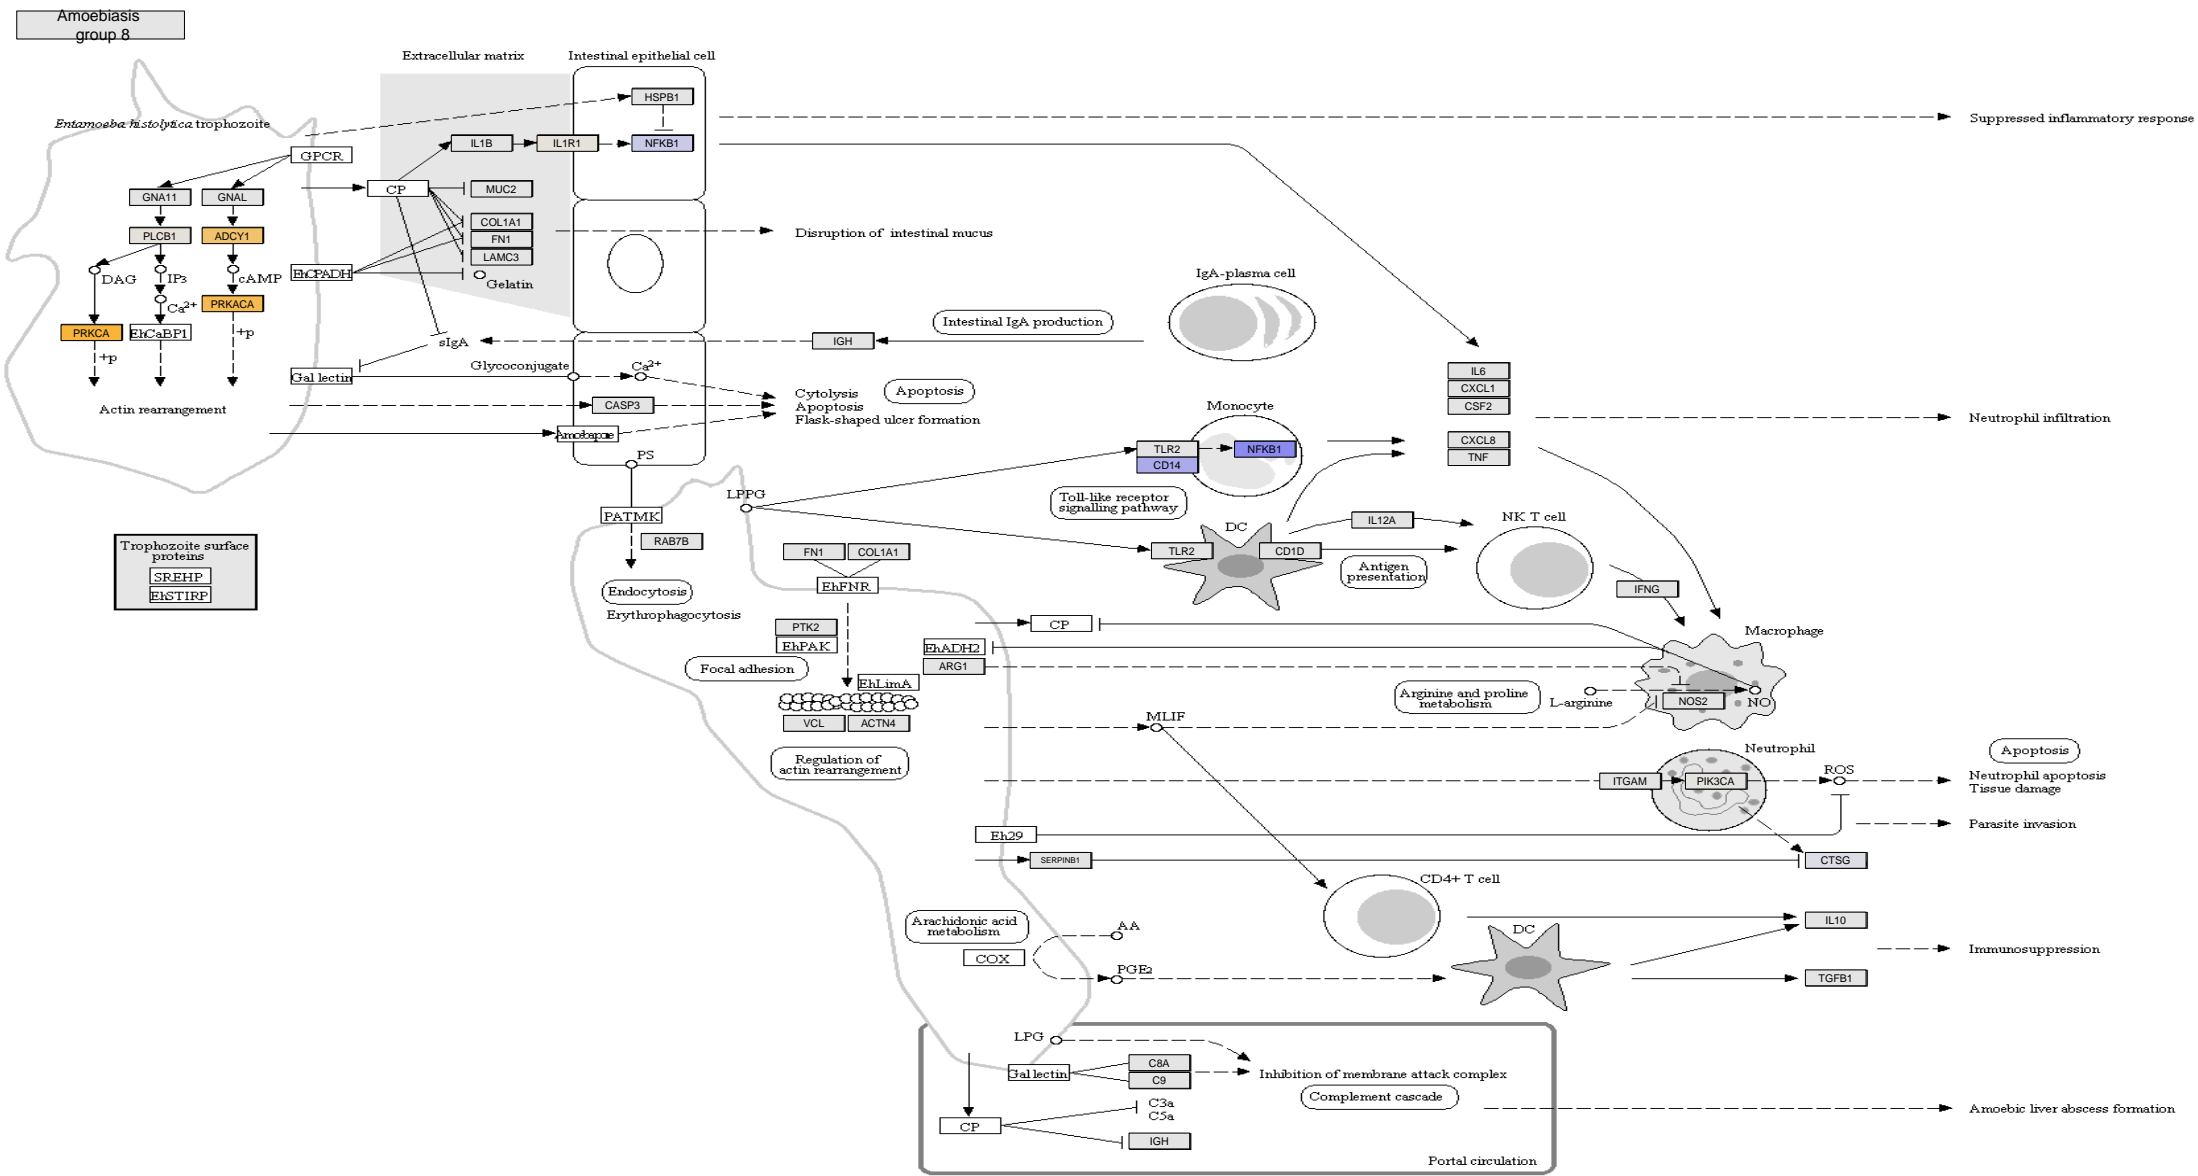 Amoebiasis
group 8
Extracellular matrix
Intestinal epithelial cell
HSPB1
Entamoeba histolytica trophozoite
Suppressed inflammatory response
IL1B
IL1R1
NFKB1
GPCR
CP
MUC2
GNA11
GNAL
COL1A1
FN1
LAMC3
Disruption of intestinal mucus
PLCB1
ADCY1
EhCPADH
Gelatin
DAG
IP3
cAMP
Ca2+
PRKACA
PRKCA
EhCaBP1
+p
+p
IgA-plasma cell
Intestinal IgA production
sIgA
IGH
Gal lectin
Glycoconjugate
Ca2+
Actin rearrangement
CASP3
Cytolysis
Apoptosis
Flask-shaped ulcer formation
Apoptosis
Amoebapore
PS
IL6
CXCL1
CSF2
CXCL8
TNF
Neutrophil infiltration
Monocyte
TLR2
CD14
NFKB1
Toll-like receptor
signalling pathway
LPPG
PATMK
RAB7B
Endocytosis
Erythrophagocytosis
Trophozoite surface
proteins
SREHP
EhSTIRP
DC
TLR2
CD1D
IL12A
Antigen
presentation
NK T cell
IFNG
FN1
COL1A1
EhFNR
PTK2
EhPAK
Focal adhesion
EhLimA
VCL
ACTN4
Regulation of
actin rearrangement
CP
EhADH2
ARG1
Macrophage
Arginine and proline
metabolism
L-arginine
NOS2
NO
MLIF
Neutrophil
ITGAM
PIK3CA
ROS
Apoptosis
Neutrophil apoptosis
Tissue damage
Eh29
Parasite invasion
SERPINB1
CTSG
CD4+ T cell
Arachidonic acid
metabolism
AA
COX
PGE2
DC
IL10
TGFB1
Immunosuppression
LPG
Gal lectin
C8A
C9
Inhibition of membrane attack complex
Complement cascade
C3a
C5a
CP
IGH
Amoebic liver abscess formation
Portal circulation